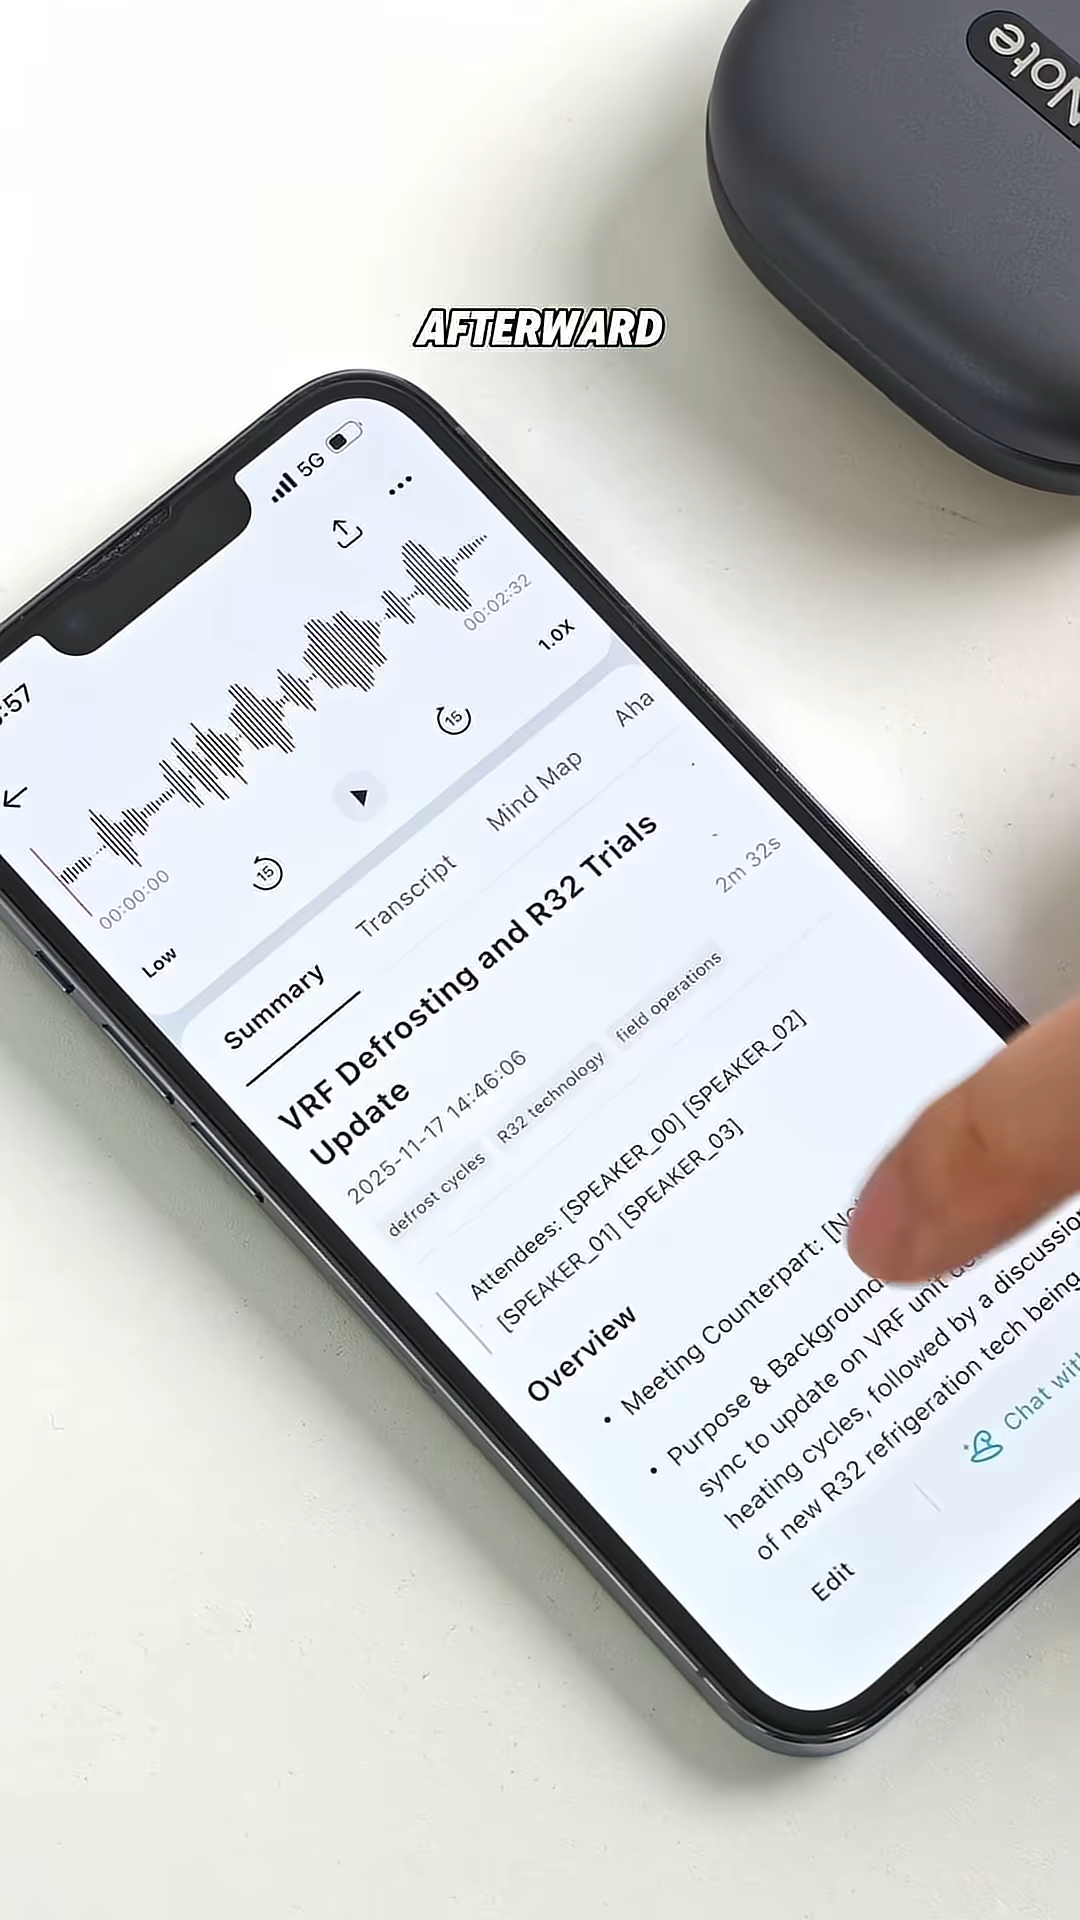 Note
AFTERWARD
:57
5G
00:00:00
00:02:32
Low
15
15
1.0X
Summary
Transcript
Mind Map
Aha
VRF Defrosting and R32 Trials
Update
2025-11-17 14:46:06
2m 32s
defrost cycles
R32 technology
field operations
Attendees: [SPEAKER_00] [SPEAKER_02]
[SPEAKER_01] [SPEAKER_03]
Overview
• Meeting Counterpart:
• Purpose & Background
sync to update on VRF unit
heating cycles, followed by a discussion
of new R32 refrigeration tech being
Edit
Chat with